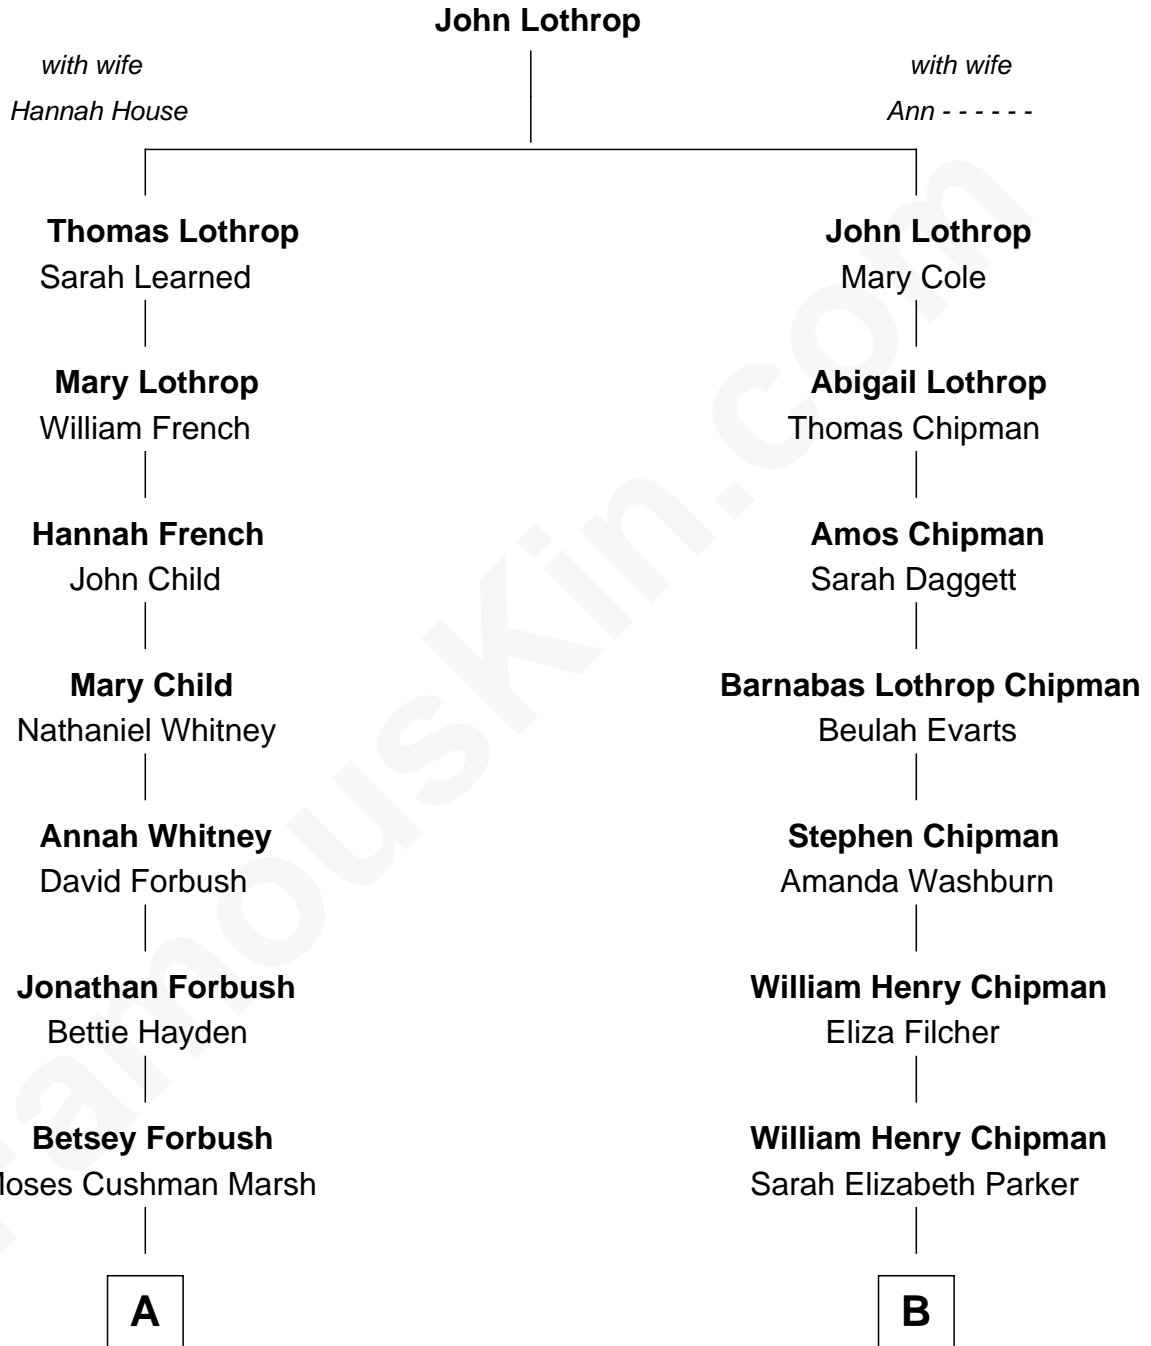 John Lothrop
with wife
Hannah House
with wife
Ann - - - - - -
Thomas Lothrop
Sarah Learned
John Lothrop
Mary Cole
Mary Lothrop
William French
Abigail Lothrop
Thomas Chipman
Hannah French
John Child
Amos Chipman
Sarah Daggett
Mary Child
Nathaniel Whitney
Barnabas Lothrop Chipman
Beulah Evarts
Annah Whitney
David Forbush
Stephen Chipman
Amanda Washburn
Jonathan Forbush
Bettie Hayden
William Henry Chipman
Eliza Filcher
Betsey Forbush
Moses Cushman Marsh
William Henry Chipman
Sarah Elizabeth Parker
A
B
FamousKin.com